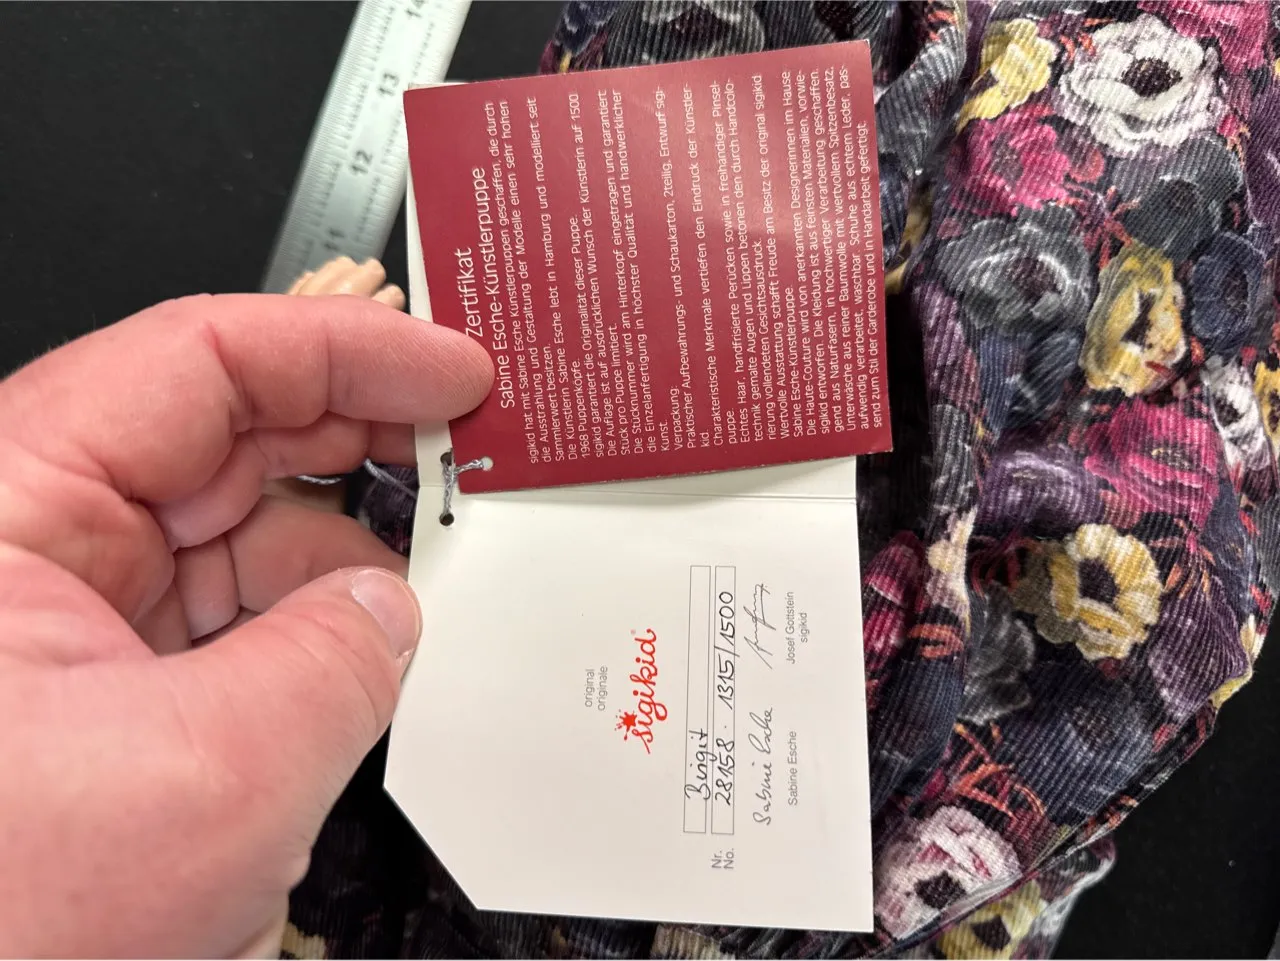 Zertifikat
Sabine Esche-Künstlerpuppe
sigikid hat mit Sabine Esche Künstlerpuppen geschaffen, die durch
die Ausstrahlung und Gestaltung der Modelle einen sehr hohen
Sammlerwert besitzen.
Die Künstlerin Sabine Esche lebt in Hamburg und modelliert seit
1968 Puppenköpfe.
sigikid garantiert die Originalität dieser Puppe.
Die Auflage ist auf ausdrücklichen Wunsch der Künstlerin auf 1500
Stück pro Puppe limitiert.
Die Stücknummer wird am Hinterkopf eingetragen und garantiert
die Einzelanfertigung in höchster Qualität und handwerklicher
Kunst.
Verpackung:
Praktischer Aufbewahrungs- und Schaukarton, 2teilig, Entwurf sigi-
kid.
Charakteristische Merkmale vertiefen den Eindruck der Künstler-
puppe.
Echtes Haar, handfrisierte Perücken sowie in freihändiger Pinsel-
technik gemalte Augen und Lippen betonen den durch Handcolo-
rierung vollendeten Gesichtsausdruck.
Wertvolle Ausstattung schafft Freude am Besitz der original sigikid
Sabine Esche-Künstlerpuppe.
Die Haute-Couture wird von anerkannten Designerinnen im Hause
sigikid entworfen. Die Kleidung ist aus feinsten Materialien, vorwie-
gend aus Naturfasern, in hochwertiger Verarbeitung geschaffen.
Unterwäsche aus reiner Baumwolle mit wertvollem Spitzenbesatz,
aufwendig verarbeitet, waschbar. Schuhe aus echtem Leder, pas-
send zum Stil der Garderobe und in Handarbeit gefertigt.
original
originale
sigikid®
Birgit
Nr.
No. 28158 · 1315/1500
Sabine Esche
Sabine Esche
Josef Gottstein
sigikid
11 12 13 14